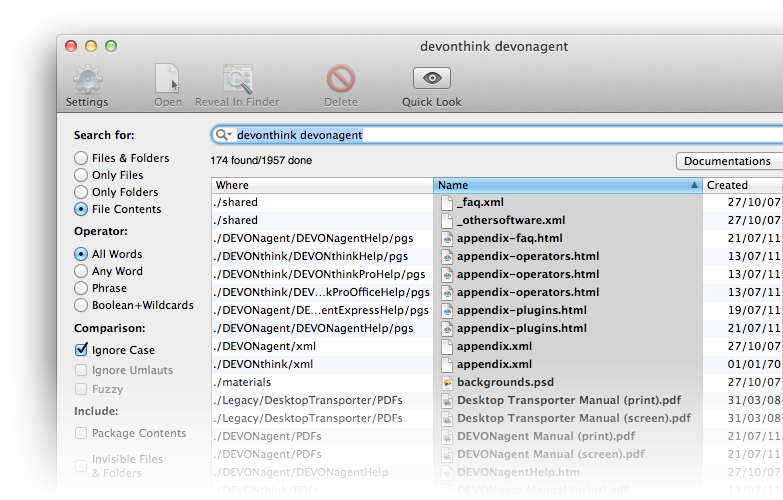 devonthink devonagent
Settings Open Reveal In Finder Delete Quick Look
Search for:
devonthink devonagent
Files & Folders
174 found/1957 done
Documentations
Only Files
Only Folders
File Contents
Operator:
All Words
Any Word
Phrase
Boolean+Wildcards
Comparison:
Ignore Case
Ignore Umlauts
Fuzzy
Include:
Package Contents
Invisible Files
& Folders
Where Name Created
./shared _faq.xml 27/10/07
./shared _othersoftware.xml 27/10/07
./DEVONagent/DEVONagentHelp/pgs appendix-faq.html 21/07/11
./DEVONthink/DEVONthinkHelp/pgs appendix-operators.html 13/07/11
./DEVONthink/DEVONthinkProHelp/pgs appendix-operators.html 13/07/11
./DEVONthink/DEV...kProOfficeHelp/pgs appendix-operators.html 13/07/11
./DEVONagent/DE...entExpressHelp/pgs appendix-plugins.html 19/07/11
./DEVONagent/DEVONagentHelp/pgs appendix-plugins.html 21/07/11
./DEVONagent/xml appendix.xml 27/10/07
./DEVONthink/xml appendix.xml 01/01/70
./materials backgrounds.psd 27/10/07
./Legacy/DesktopTransporter/PDFs Desktop Transporter Manual (print).pdf 31/03/08
./Legacy/DesktopTransporter/PDFs Desktop Transporter Manual (screen).pdf 31/03/08
./DEVONagent/PDFs DEVONagent Manual (print).pdf 21/07/11
./DEVONagent/PDFs DEVONagent Manual (screen).pdf 21/07/11
./DEVONagent/DEVONagentHelp DEVONagentHelp.htm 27/10/07
./DEVONthink/PDFs